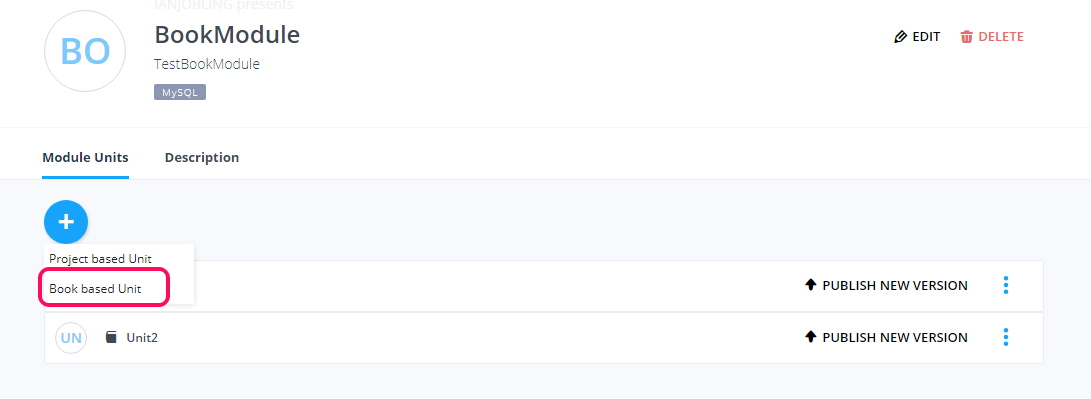 IANJOBLING presents
BO
BookModule
EDIT
DELETE
TestBookModule
MySQL
Module Units
Description
+
Project based Unit
Book based Unit
PUBLISH NEW VERSION
UN
Unit2
PUBLISH NEW VERSION